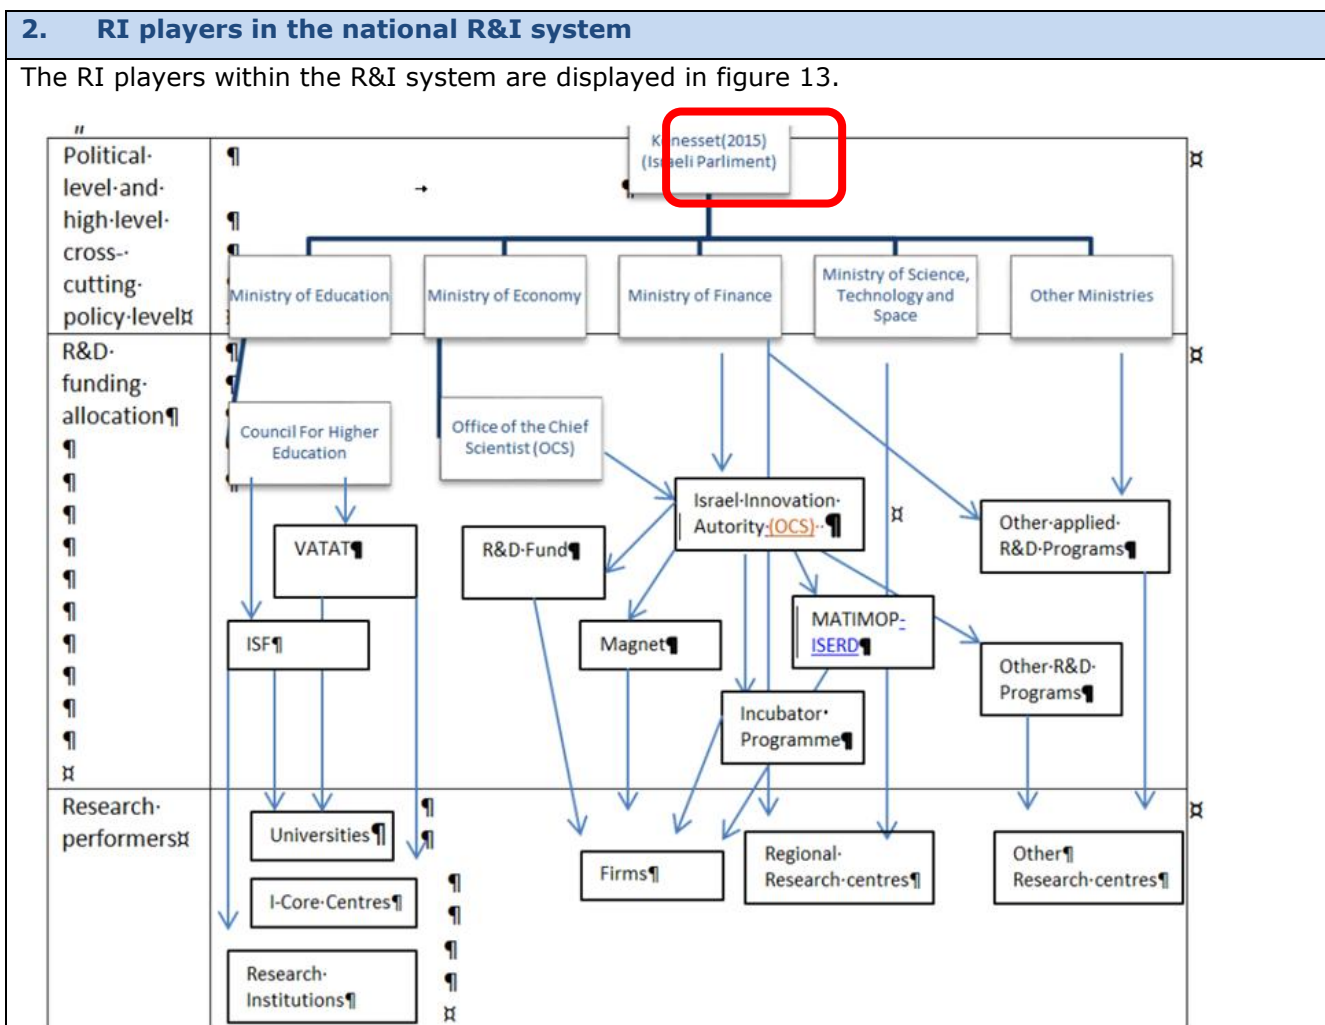 2. RI players in the national R&I system
The RI players within the R&I system are displayed in figure 13.
"
Political·
level·and·
high·level·
cross-·
cutting·
policy·level¤
¶
→
¶
¶
¶
¤
Kenesset(2015)
(Israeli Parliment)
Ministry of Education
Ministry of Economy
Ministry of Finance
Ministry of Science,
Technology and
Space
Other Ministries
R&D·
funding·
allocation¶
¶
¶
¶
¶
¶
¶
¶
¶
¶
¶
¤
¶
¶
¶
¤
Council For Higher
Education
Office of the Chief
Scientist (OCS)
Israel·Innovation·
Autority·(OCS)·· ¶
¤
Other·applied·
R&D·Programs¶
VATAT¶
R&D·Fund¶
MATIMOP-
ISERD¶
ISF¶
Magnet¶
Other·R&D·
Programs¶
Incubator·
Programme¶
Research·
performers¤
¶
¶
¤
Universities¶
Firms¶
Regional·
Research·centres¶
Other¶
Research·centres¶
I-Core·Centres¶
¶
¶
¶
Research·
Institutions¶
¶
¤